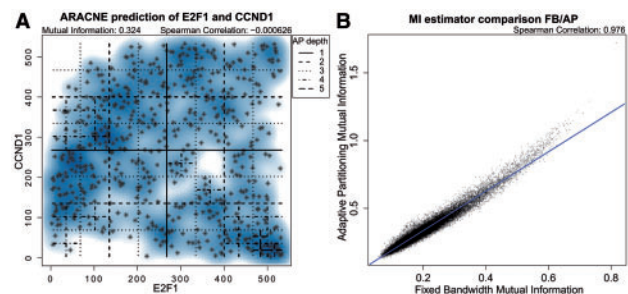 A
ARACNE prediction of E2F1 and CCND1
Mutual Information: 0.324 Spearman Correlation: −0.000626
AP depth
1
2
3
4
5
CCND1
500
400
300
200
100
0
0 100 200 300 400 500
E2F1
B
MI estimator comparison FB/AP
Spearman Correlation: 0.976
Adaptive Partitioning Mutual Information
1.5
1.0
0.5
0.2 0.4 0.6 0.8
Fixed Bandwidth Mutual Information